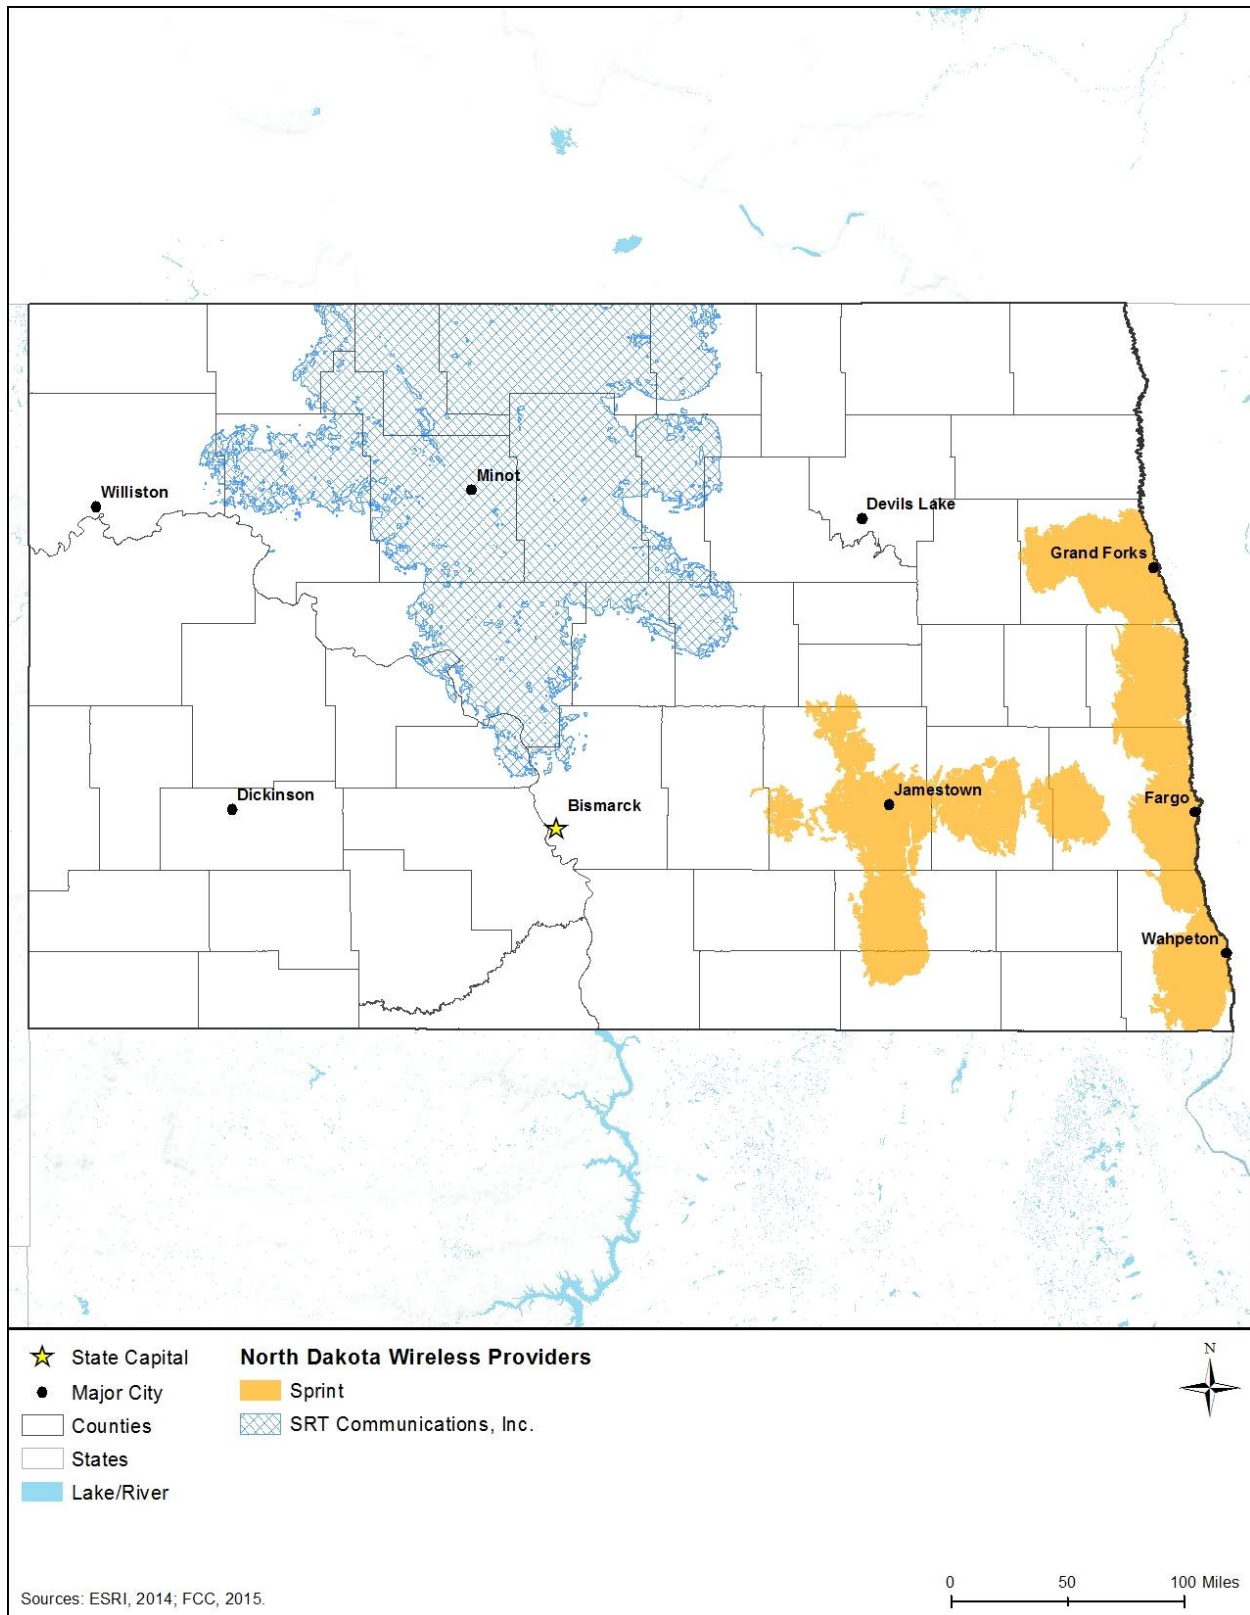 Minot
Williston
Devils Lake
Grand Forks
Dickinson
Bismarck
Jamestown
Fargo
Wahpeton
State Capital
Major City
Counties
States
Lake/River
North Dakota Wireless Providers
Sprint
SRT Communications, Inc.
N
Sources: ESRI, 2014; FCC, 2015.
0 50 100 Miles